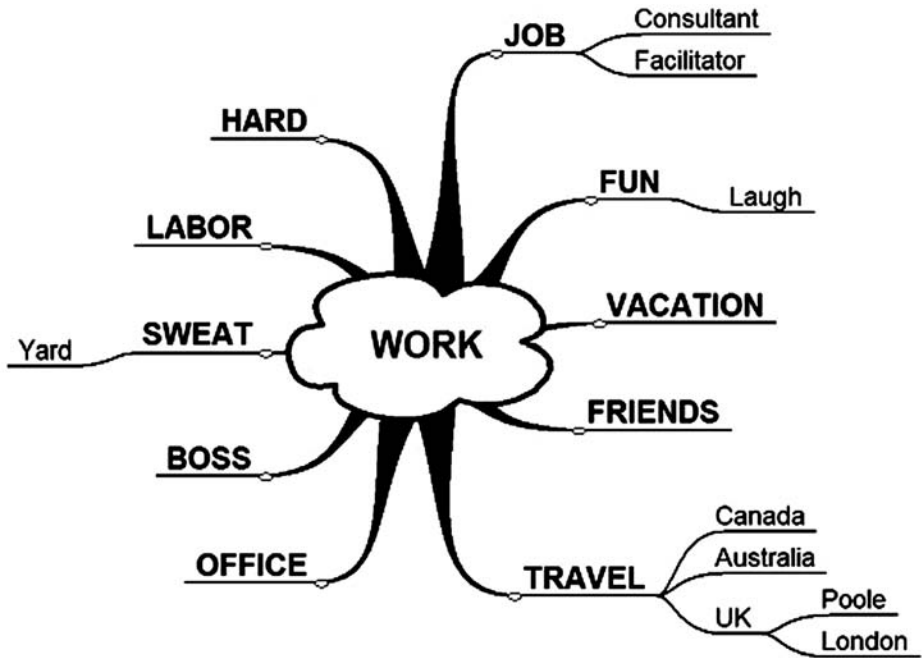 Consultant
JOB
Facilitator
HARD
FUN
Laugh
LABOR
VACATION
WORK
SWEAT
Yard
FRIENDS
BOSS
Canada
OFFICE
TRAVEL
Australia
UK
Poole
London